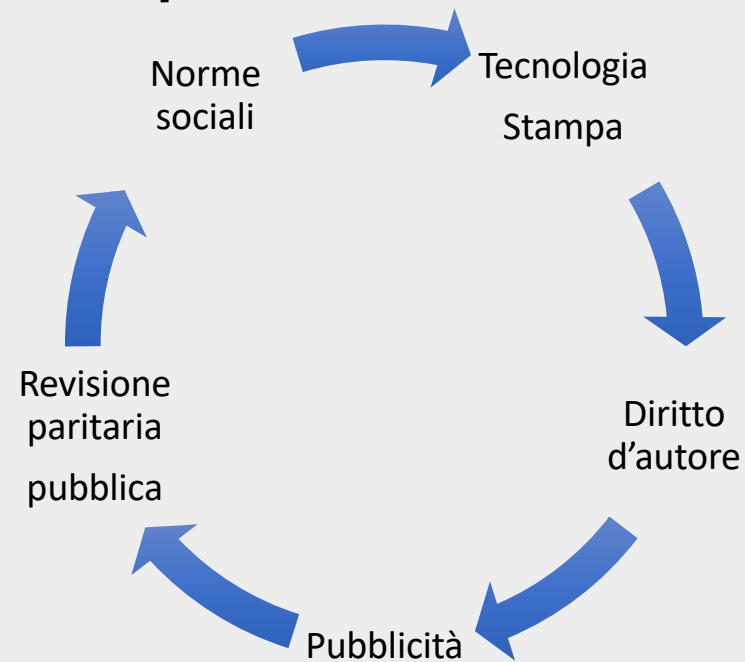 Norme
sociali
Tecnologia
Stampa
Diritto
d'autore
Pubblicità
Revisione
paritaria
pubblica